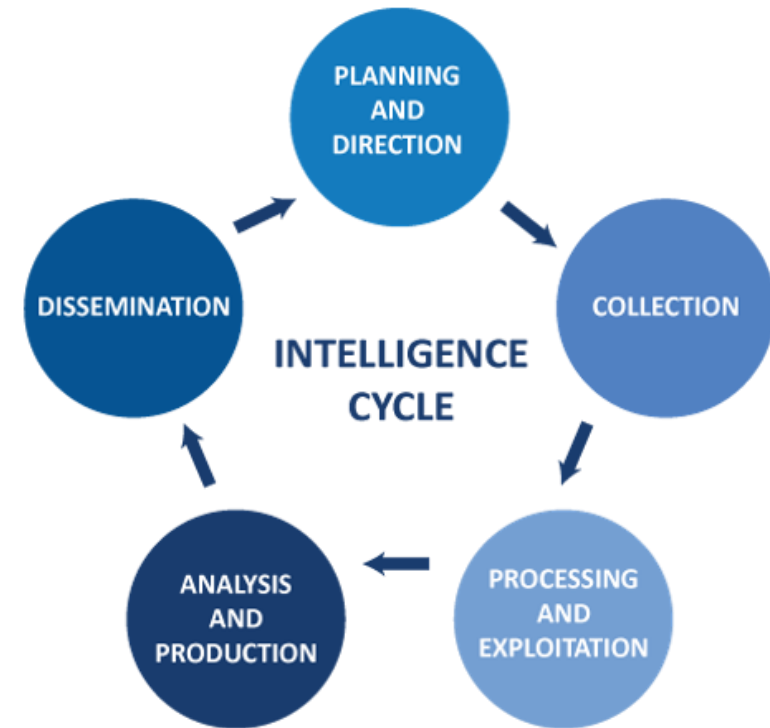 PLANNING
AND
DIRECTION
COLLECTION
PROCESSING
AND
EXPLOITATION
ANALYSIS
AND
PRODUCTION
DISSEMINATION
INTELLIGENCE
CYCLE